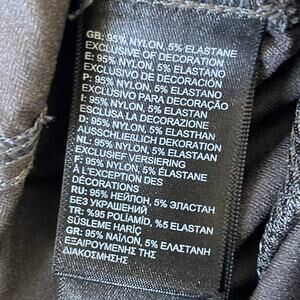 GB: 95% NYLON, 5% ELASTANE
EXCLUSIVE OF DECORATION
E: 95% NYLON, 5% ELASTANO
EXCLUSIVO DE DECORACIÓN
P: 95% NYLON, 5% ELASTANO
EXCLUSIVO PARA DECORAÇÃO
I: 95% NYLON, 5% ELASTAN
ESCLUSA LA DECORAZIONE
D: 95% NYLON, 5% ELASTHAN
AUSSCHLIEßLICH DEKORATION
NL: 95% NYLON, 5% ELASTAAN
EXCLUSIEF VERSIERING
F: 95% NYLON, 5% ÉLASTANE
À L'EXCEPTION DES
DÉCORATIONS
RU: 95% НЕЙЛОН, 5% ЭЛАСТАН
БЕЗ УКРАШЕНИЙ
TR: %95 POLİAMİD, %5 ELASTAN
SÜSLEME HARİÇ
GR: 95% ΝΑΪΛΟΝ, 5% ΕΛΑΣΤΑΝΗ
ΕΞΑΙΡΟΥΜΕΝΗΣ ΤΗΣ
ΔΙΑΚΟΣΜΗΣΗΣ